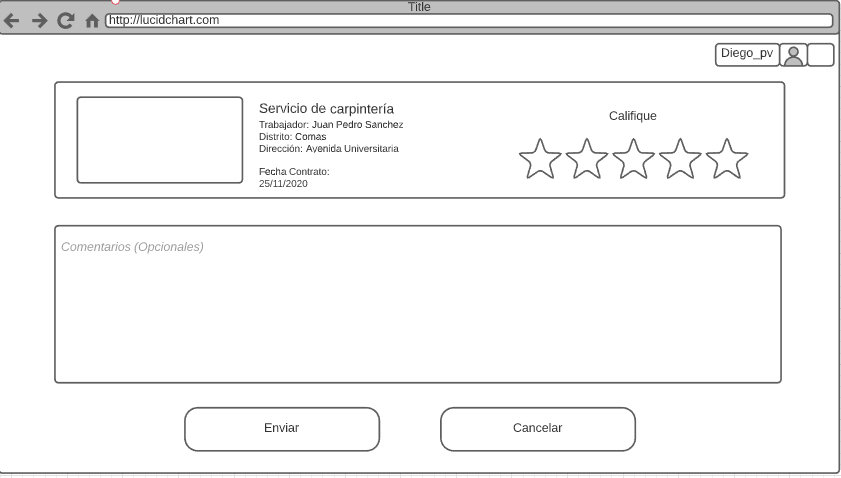 Title
http://lucidchart.com
Diego_pv
Servicio de carpintería
Trabajador: Juan Pedro Sanchez
Distrito: Comas
Dirección: Avenida Universitaria
Fecha Contrato:
25/11/2020
Califique
Comentarios (Opcionales)
Enviar
Cancelar